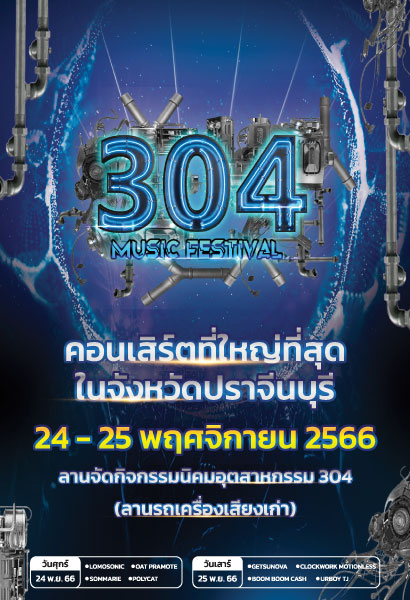 304
MUSIC FESTIVAL
คอนเสิร์ตที่ใหญ่ที่สุด
ในจังหวัดปราจีนบุรี
24 - 25 พฤศจิกายน 2566
ลานจัดกิจกรรมนิคมอุตสาหกรรม 304
(ลานรถเครื่องเสียงเก่า)
วันศุกร์
24 พ.ย. 66
•LOMOSONIC •OAT PRAMOTE
•SOMMARIE •POLYCAT
วันเสาร์
25 พ.ย. 66
•GETSUNOVA •CLOCKWORK MOTIONLESS
•BOOM BOOM CASH •URBOY TJ